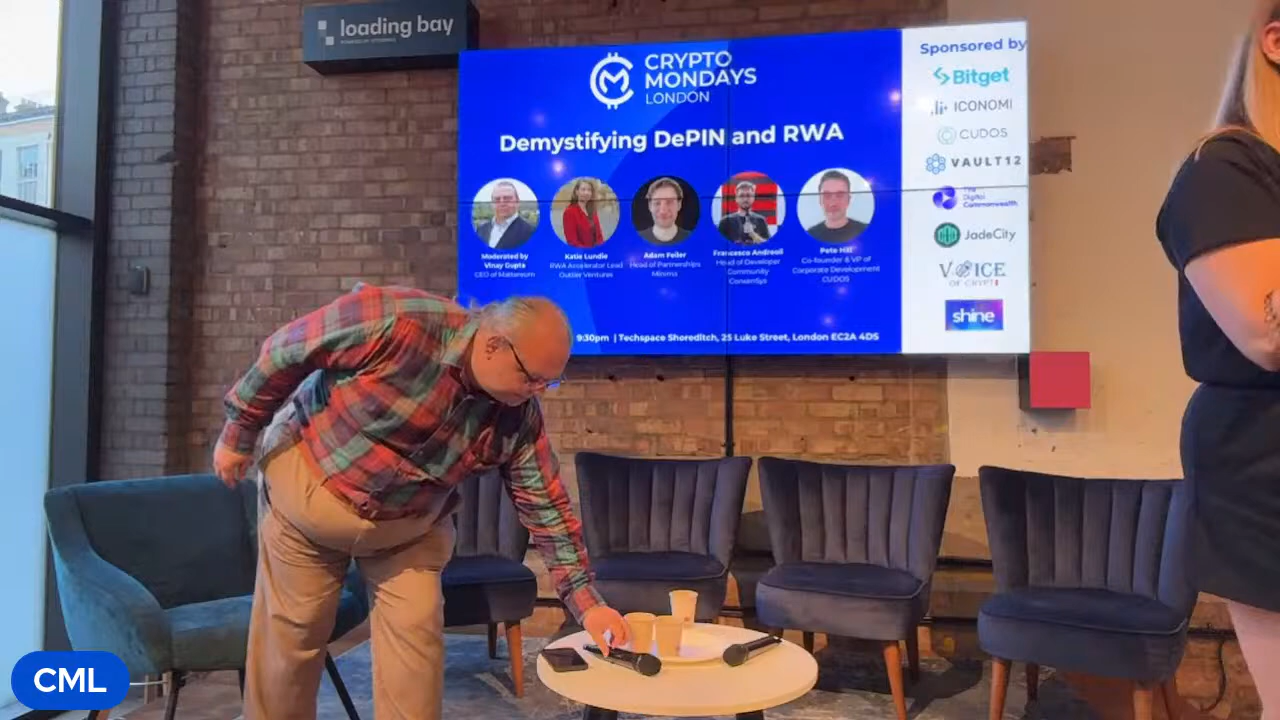 loading bay
CRYPTO
MONDAYS
LONDON
Demystifying DePIN and RWA
Moderated by
Vinay Gupta
CEO of Mattereum
Katie Lundie
RWA Accelerator Lead
Outlier Ventures
Adam Feiler
Head of Partnerships
Minima
Francesco Andreoli
Head of Developer
Community
Consensys
Pete Hill
Co-founder & VP of
Corporate Development
CUDOS
9:30pm | Techspace Shoreditch, 25 Luke Street, London EC2A 4DS
Sponsored by
Bitget
ICONOMI
CUDOS
VAULT12
Digital
Commonwealth
JadeCity
VOICE
OF CRYPTO
shine
CML